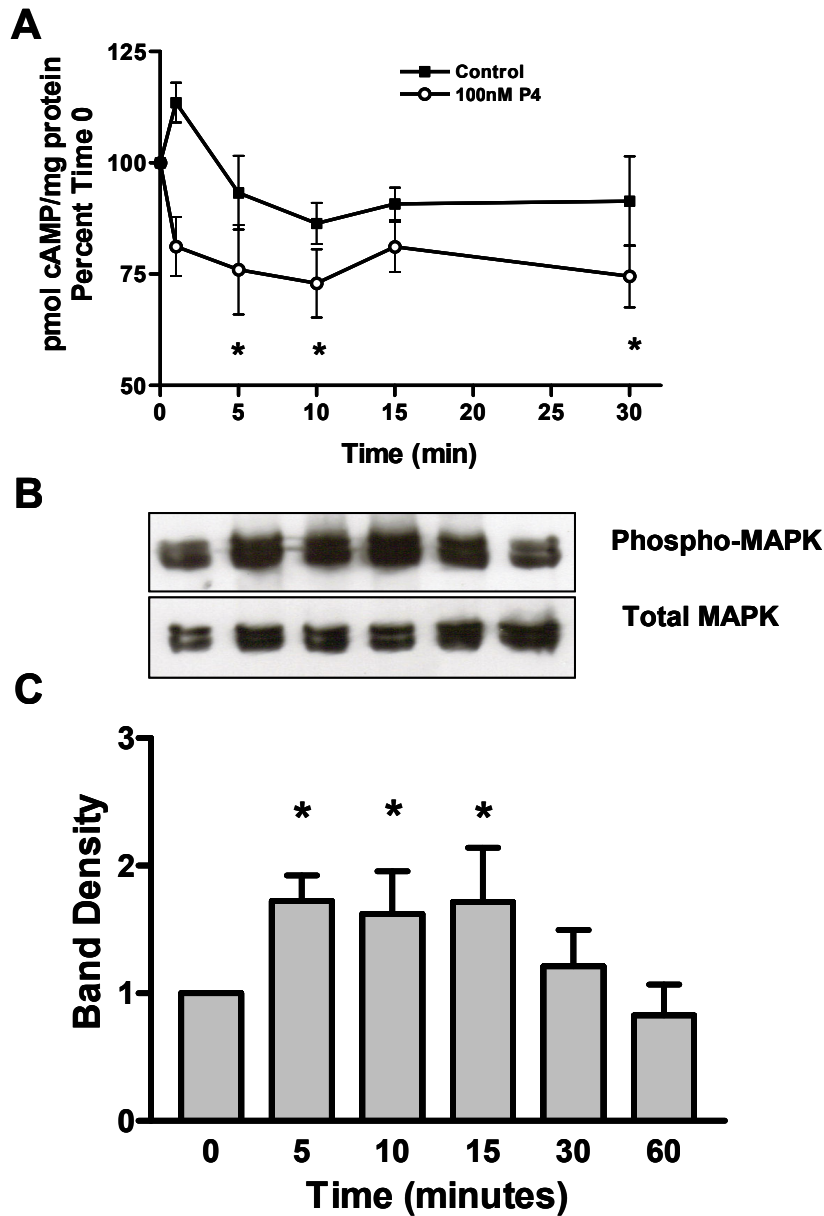 A
pmol cAMP/mg protein
Percent Time 0
125
100
75
50
Control
100nM P4
* * *
0 5 10 15 20 25 30
Time (min)
B
Phospho-MAPK
Total MAPK
C
Band Density
3
2
1
0
* * *
0 5 10 15 30 60
Time (minutes)